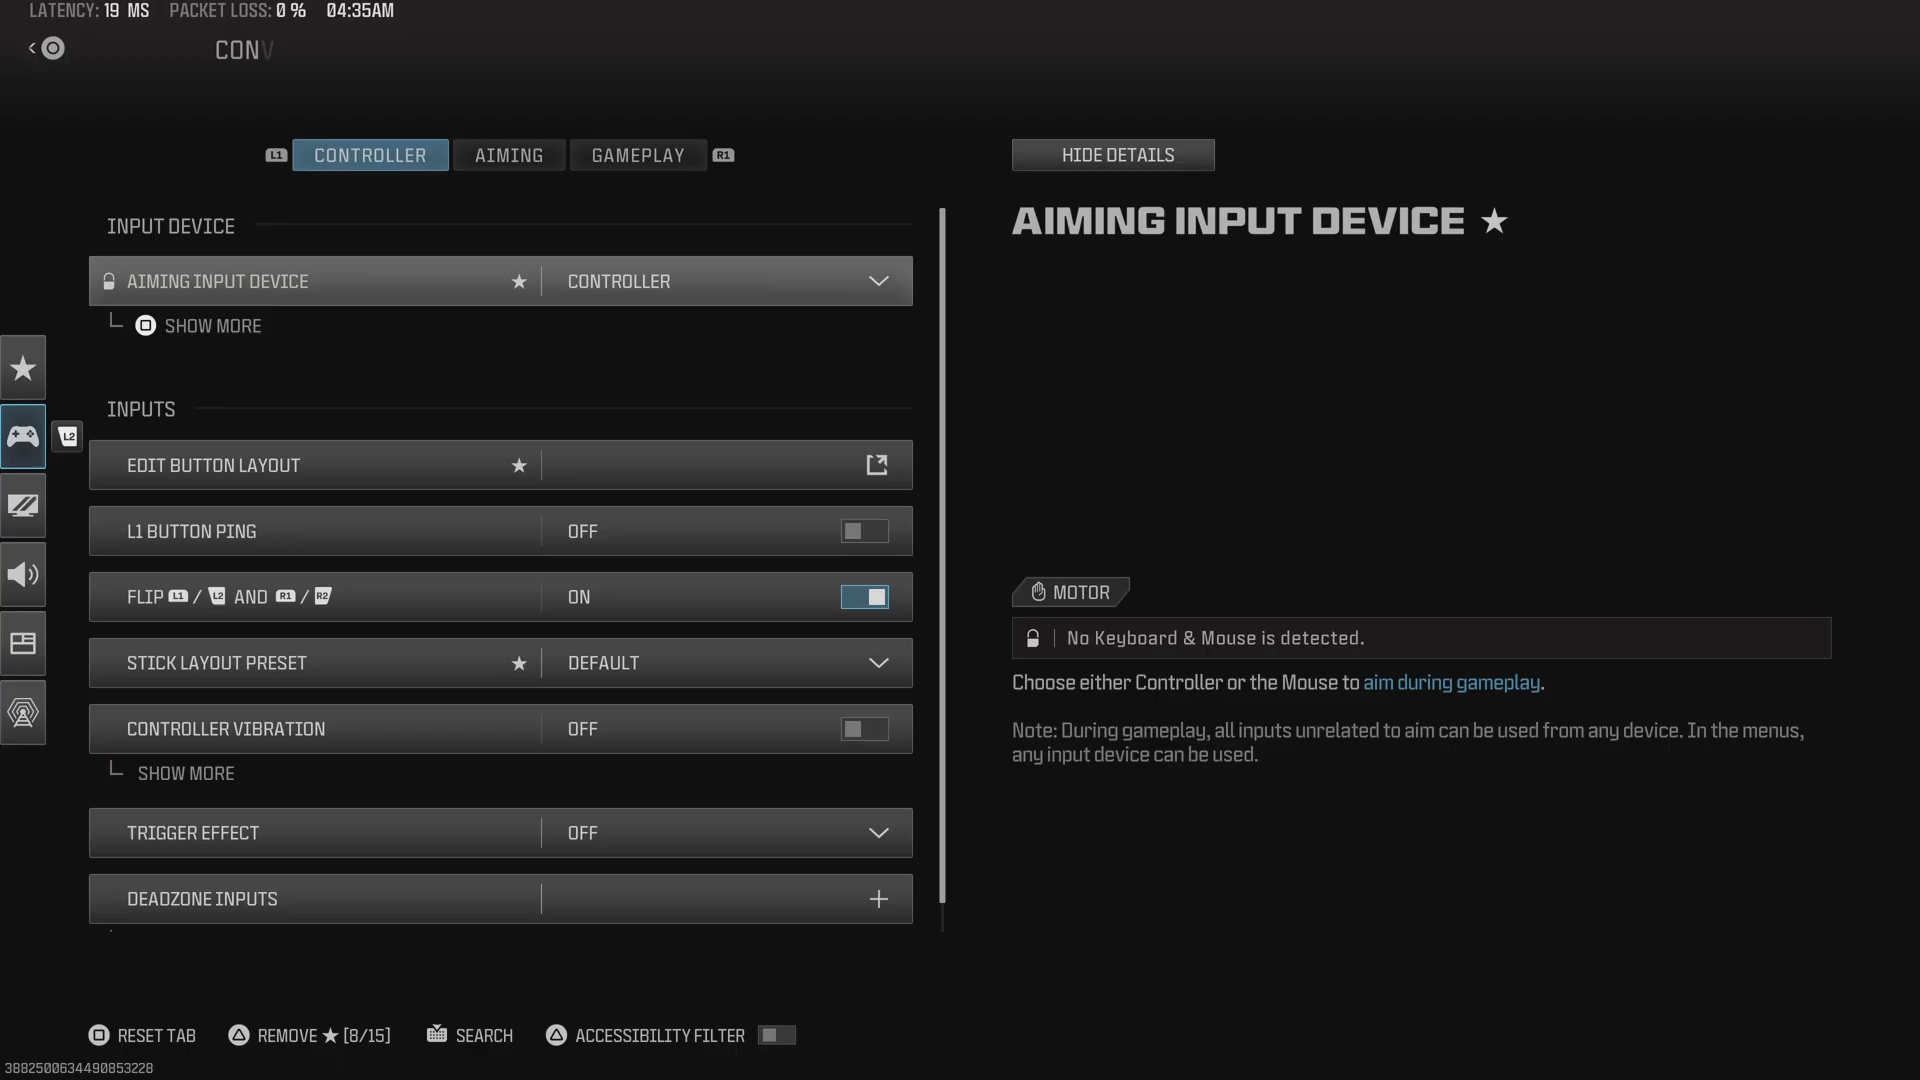 LATENCY: 19 MS PACKET LOSS: 0 % 04:35AM
CONV
L1 CONTROLLER AIMING GAMEPLAY R1
HIDE DETAILS
AIMING INPUT DEVICE
INPUT DEVICE
AIMING INPUT DEVICE CONTROLLER
SHOW MORE
INPUTS
L2
EDIT BUTTON LAYOUT
L1 BUTTON PING OFF
FLIP L1 / L2 AND R1 / R2 ON
STICK LAYOUT PRESET DEFAULT
CONTROLLER VIBRATION OFF
SHOW MORE
TRIGGER EFFECT OFF
DEADZONE INPUTS
MOTOR
No Keyboard & Mouse is detected.
Choose either Controller or the Mouse to aim during gameplay.
Note: During gameplay, all inputs unrelated to aim can be used from any device. In the menus,
any input device can be used.
RESET TAB REMOVE ★ [8/15] SEARCH ACCESSIBILITY FILTER
3882500634490853228